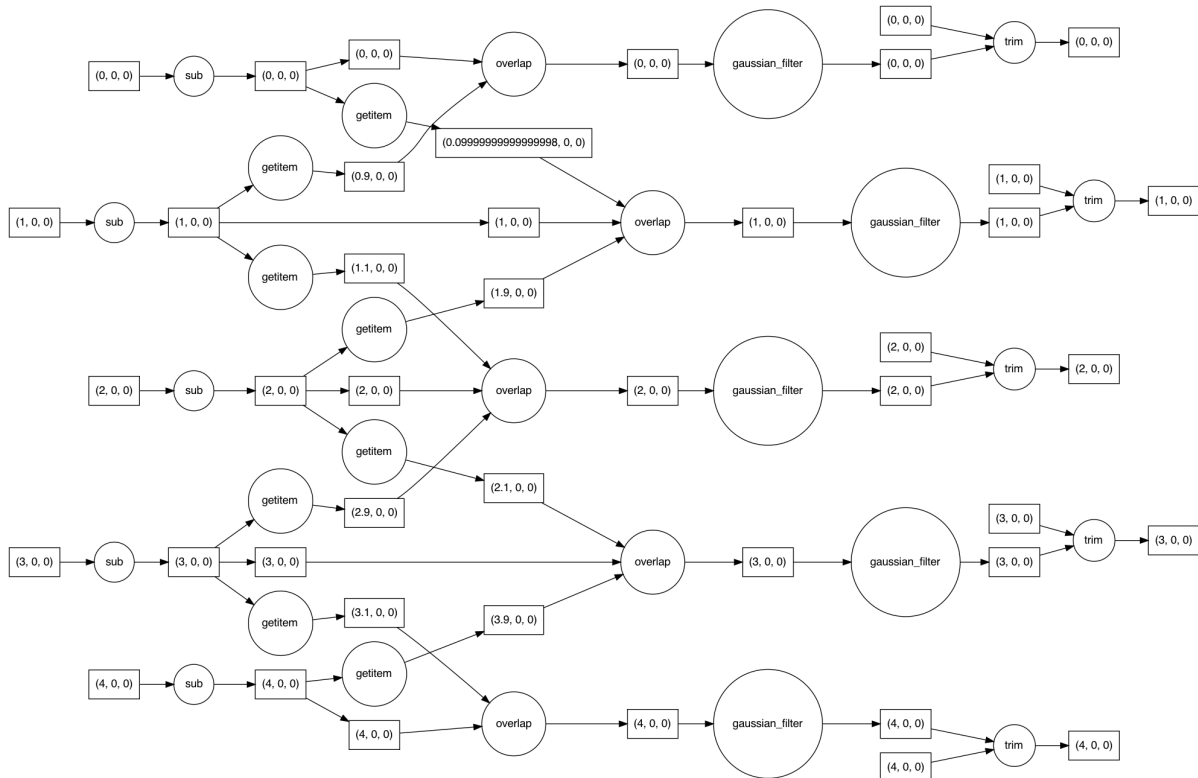 (0, 0, 0)
sub
(0, 0, 0)
(0, 0, 0)
getitem
overlap
(0, 0, 0)
gaussian_filter
(0, 0, 0)
(0, 0, 0)
trim
(0, 0, 0)
(0.09999999999999998, 0, 0)
(1, 0, 0)
sub
(1, 0, 0)
getitem
(0.9, 0, 0)
(1, 0, 0)
getitem
(1.1, 0, 0)
overlap
(1, 0, 0)
gaussian_filter
(1, 0, 0)
(1, 0, 0)
trim
(1, 0, 0)
(1.9, 0, 0)
(2, 0, 0)
sub
(2, 0, 0)
getitem
(2, 0, 0)
getitem
overlap
(2, 0, 0)
gaussian_filter
(2, 0, 0)
(2, 0, 0)
trim
(2, 0, 0)
(2.1, 0, 0)
(3, 0, 0)
sub
(3, 0, 0)
getitem
(2.9, 0, 0)
(3, 0, 0)
getitem
(3.1, 0, 0)
overlap
(3, 0, 0)
gaussian_filter
(3, 0, 0)
(3, 0, 0)
trim
(3, 0, 0)
(3.9, 0, 0)
(4, 0, 0)
sub
(4, 0, 0)
getitem
(4, 0, 0)
overlap
(4, 0, 0)
gaussian_filter
(4, 0, 0)
(4, 0, 0)
trim
(4, 0, 0)